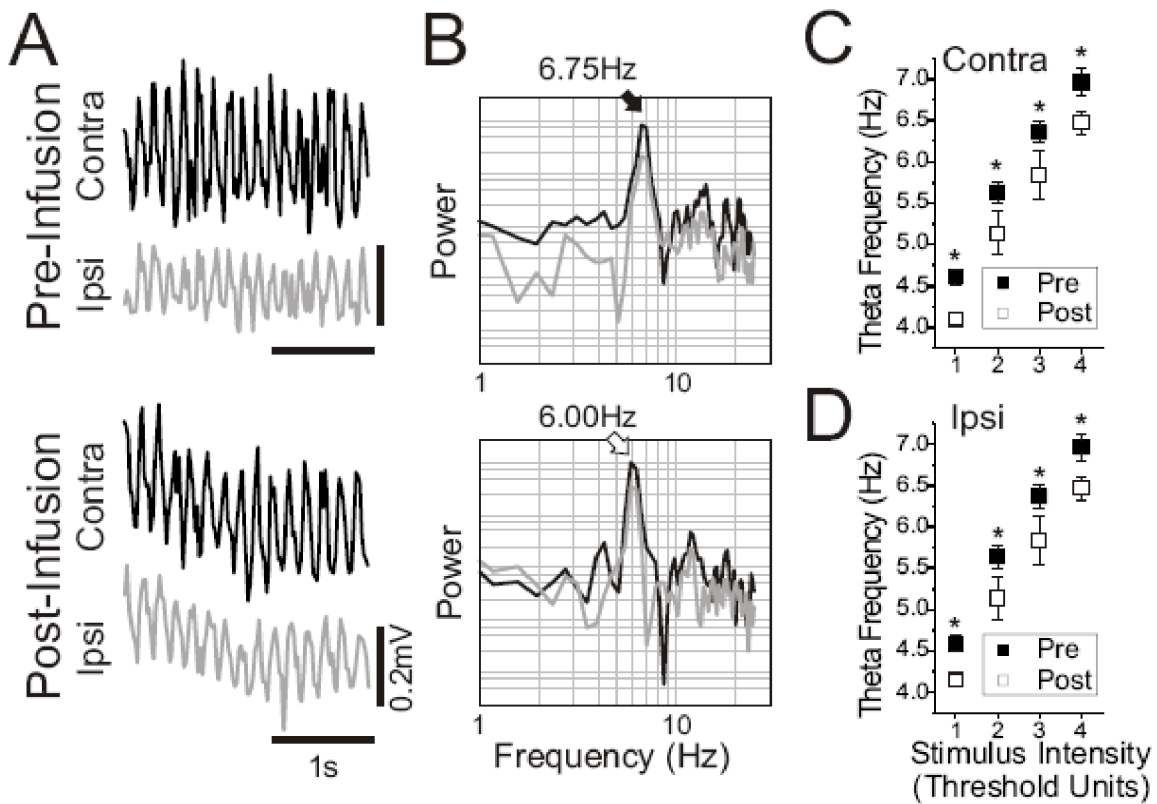 A
Pre-Infusion
Contra
Ipsi
Post-Infusion
Contra
Ipsi
0.2mV
1s
B
6.75Hz
Power
1
10
6.00Hz
Power
1
10
Frequency (Hz)
C
Contra
Theta Frequency (Hz)
7.0
6.5
6.0
5.5
5.0
4.5
4.0
*
*
*
*
Pre
Post
1
2
3
4
D
Ipsi
Theta Frequency (Hz)
7.0
6.5
6.0
5.5
5.0
4.5
4.0
*
*
*
*
Pre
Post
1
2
3
4
Stimulus Intensity
(Threshold Units)